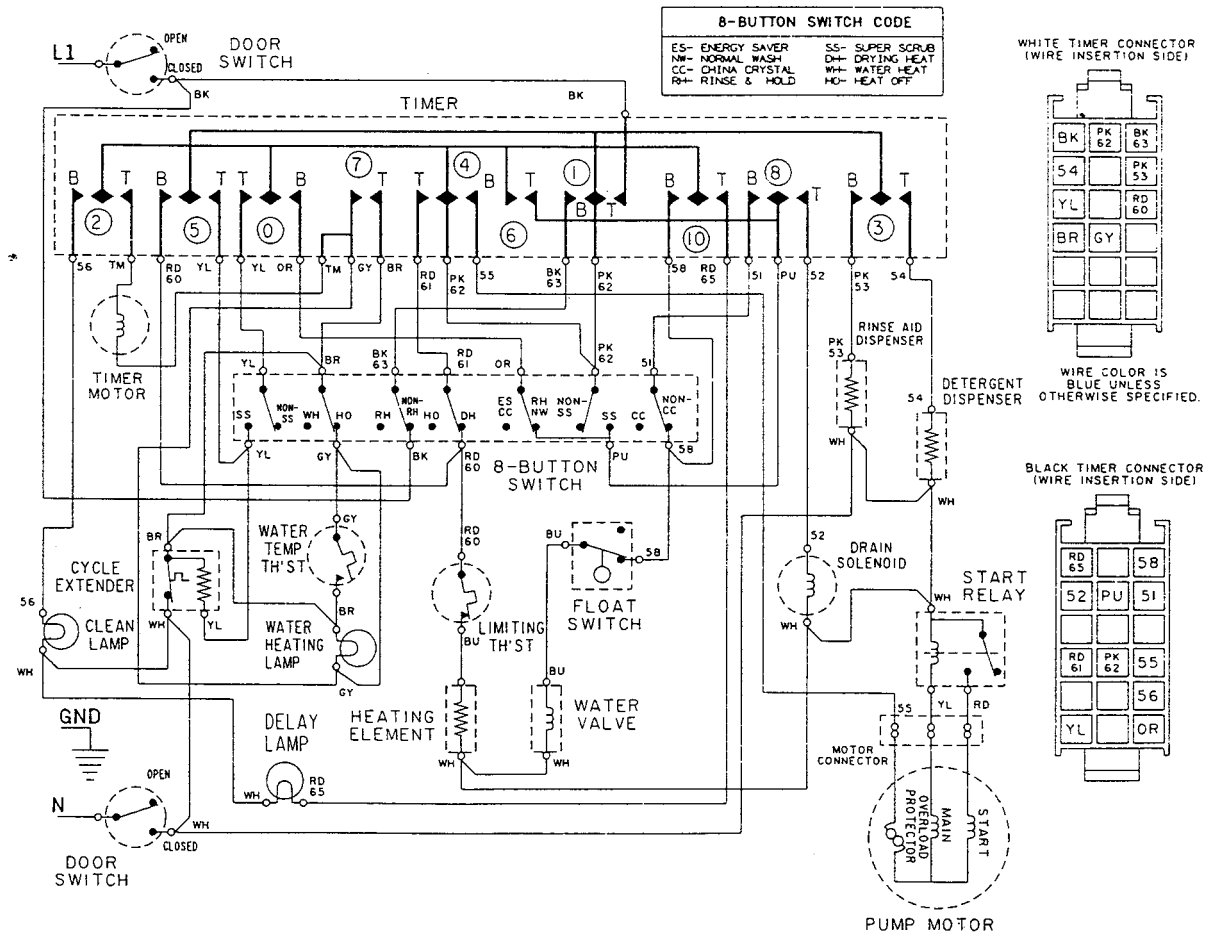 8-BUTTON SWITCH CODE
ES- ENERGY SAVER SS- SUPER SCRUB
NW- NORMAL WASH DH- DRYING HEAT
CC- CHINA CRYSTAL WH- WATER HEAT
RH- RINSE & HOLD HO- HEAT OFF
L1
OPEN
DOOR
SWITCH
CLOSED
BK
BK
TIMER
7 4 1 8
B T B T T B T T B B T B T B T B T
2 5 0 6 10 3
56 TM RD 60 YL YL OR TM GY BR RD 61 PK 62 55 BK 63 PK 62 58 RD 65 51 PU 52 PK 53 54
TIMER
MOTOR
YL BR BK 63 RD 61 OR PK 62 51
SS NON-SS WH HO RH NON-RH HO DH ES CC RH NW NON-SS SS CC NON-CC
YL GY BK RD 60 PU 58
8-BUTTON
SWITCH
PK 53
RINSE AID
DISPENSER
WH
54
DETERGENT
DISPENSER
WH
BR
CYCLE
EXTENDER
WH YL
GY
WATER
TEMP
TH'ST
BR
WATER
HEATING
LAMP
GY
RD 60
LIMITING
TH'ST
BU
BU 58
FLOAT
SWITCH
52
DRAIN
SOLENOID
WH
WH
START
RELAY
YL RD
56
CLEAN
LAMP
WH
GND
DELAY
LAMP
WH RD 65
HEATING
ELEMENT
WH
BU
WATER
VALVE
WH
55
MOTOR
CONNECTOR
OVERLOAD
PROTECTOR
MAIN
START
PUMP MOTOR
N
OPEN
WH
CLOSED
DOOR
SWITCH
WHITE TIMER CONNECTOR
(WIRE INSERTION SIDE)
BK PK 62 BK 63
54 PK 53
YL RD 60
BR GY
WIRE COLOR IS
BLUE UNLESS
OTHERWISE SPECIFIED.
BLACK TIMER CONNECTOR
(WIRE INSERTION SIDE)
RD 65 58
52 PU 51
RD 61 PK 62 55
56
YL OR